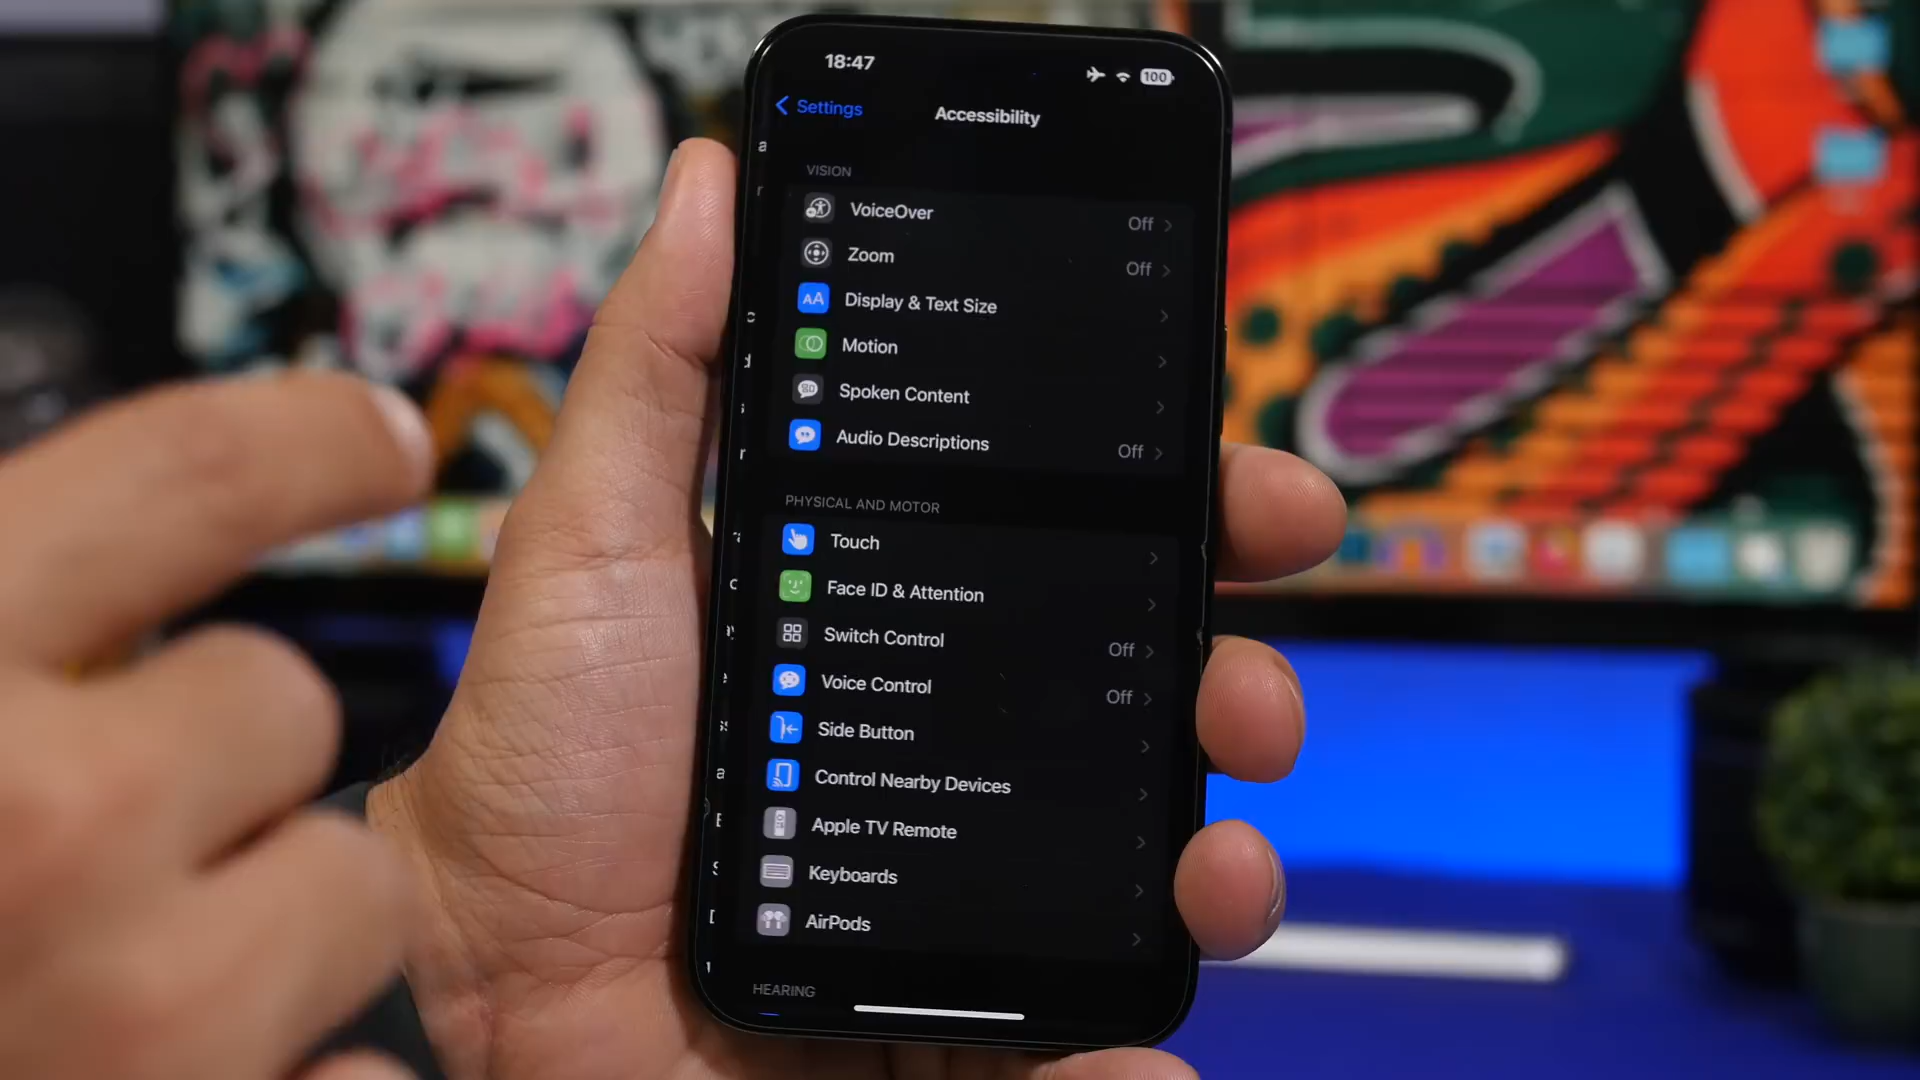 18:47
100
Settings
Accessibility
VISION
VoiceOver
Off
Zoom
Off
Display & Text Size
Motion
Spoken Content
Audio Descriptions
Off
PHYSICAL AND MOTOR
Touch
Face ID & Attention
Switch Control
Off
Voice Control
Off
Side Button
Control Nearby Devices
Apple TV Remote
Keyboards
AirPods
HEARING